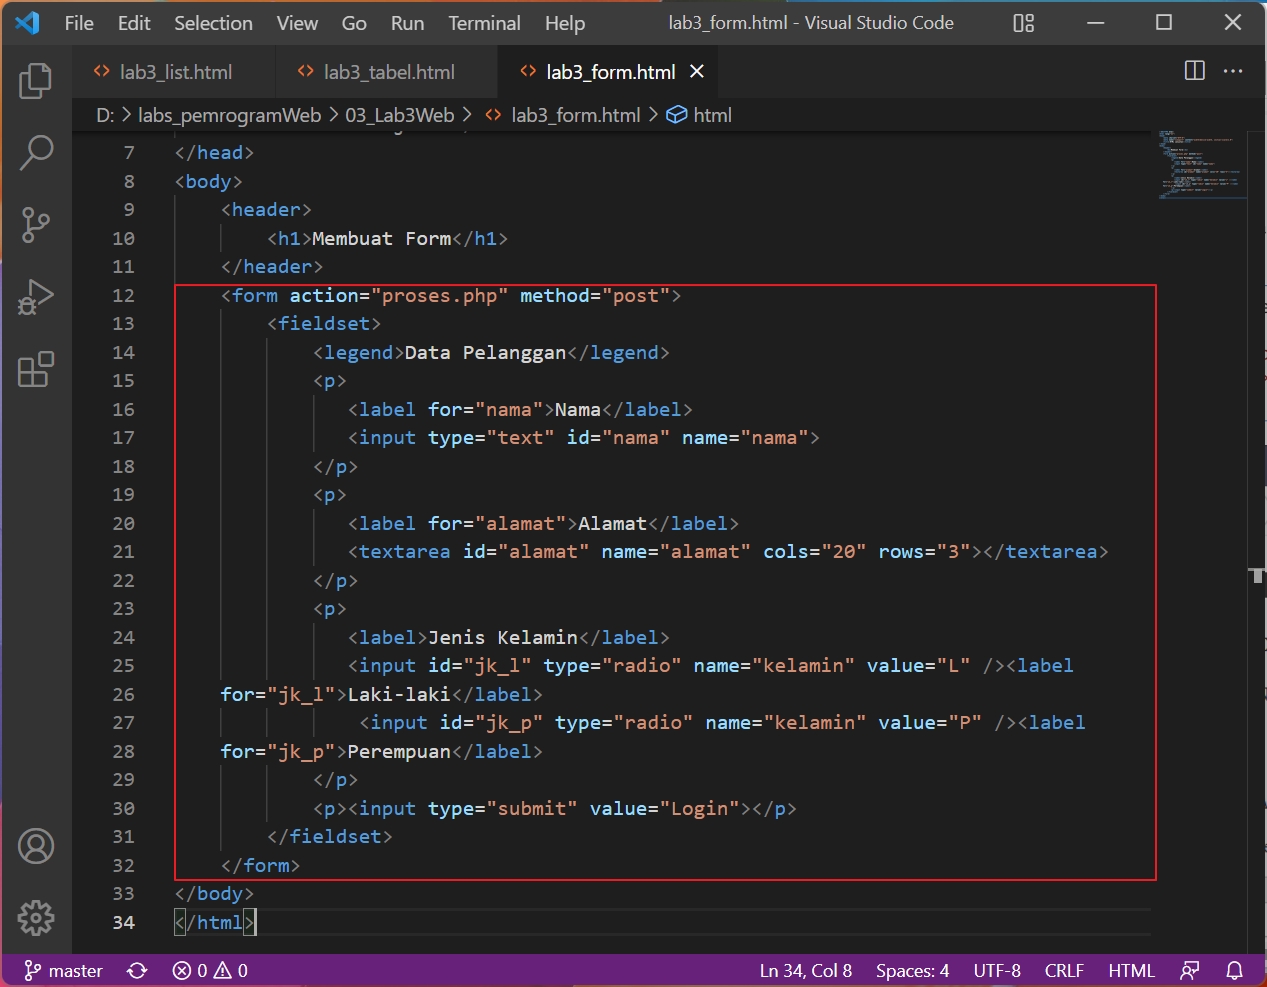 File Edit Selection View Go Run Terminal Help lab3_form.html - Visual Studio Code
lab3_list.html lab3_tabel.html lab3_form.html
D: > labs_pemrogramWeb > 03_Lab3Web > lab3_form.html > html
7 </head>
8 <body>
9 <header>
10 <h1>Membuat Form</h1>
11 </header>
12 <form action="proses.php" method="post">
13 <fieldset>
14 <legend>Data Pelanggan</legend>
15 <p>
16 <label for="nama">Nama</label>
17 <input type="text" id="nama" name="nama">
18 </p>
19 <p>
20 <label for="alamat">Alamat</label>
21 <textarea id="alamat" name="alamat" cols="20" rows="3"></textarea>
22 </p>
23 <p>
24 <label>Jenis Kelamin</label>
25 <input id="jk_l" type="radio" name="kelamin" value="L" /><label
26 for="jk_l">Laki-laki</label>
27 <input id="jk_p" type="radio" name="kelamin" value="P" /><label
28 for="jk_p">Perempuan</label>
29 </p>
30 <p><input type="submit" value="Login"></p>
31 </fieldset>
32 </form>
33 </body>
34 </html>
master 0 0 Ln 34, Col 8 Spaces: 4 UTF-8 CRLF HTML